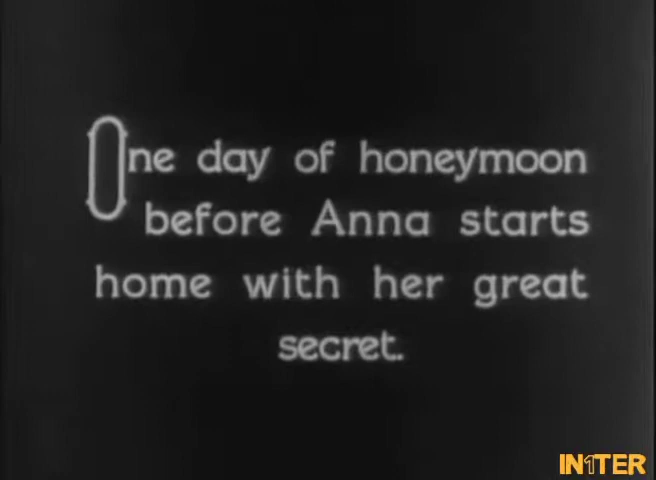 One day of honeymoon
before Anna starts
home with her great
secret.
IN1TER